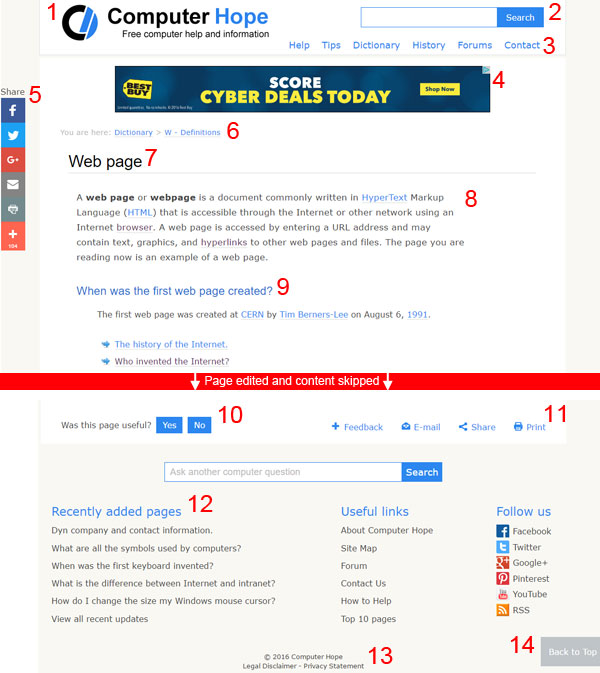 1
Computer Hope
Free computer help and information
Search
2
Help Tips Dictionary History Forums Contact
3
BEST BUY
SCORE
CYBER DEALS TODAY
Shop Now
4
Share
5
f
G+
104
You are here: Dictionary > W - Definitions
6
Web page
7
A web page or webpage is a document commonly written in HyperText Markup
Language (HTML) that is accessible through the Internet or other network using an
Internet browser. A web page is accessed by entering a URL address and may
contain text, graphics, and hyperlinks to other web pages and files. The page you are
reading now is an example of a web page.
8
When was the first web page created?
9
The first web page was created at CERN by Tim Berners-Lee on August 6, 1991.
The history of the Internet.
Who invented the Internet?
Page edited and content skipped
Was this page useful? Yes No
10
Feedback E-mail Share Print
11
Ask another computer question Search
Recently added pages
12
Dyn company and contact information.
What are all the symbols used by computers?
When was the first keyboard invented?
What is the difference between Internet and intranet?
How do I change the size my Windows mouse cursor?
View all recent updates
Useful links
About Computer Hope
Site Map
Forum
Contact Us
How to Help
Top 10 pages
Follow us
Facebook
Twitter
Google+
Pinterest
YouTube
RSS
© 2016 Computer Hope
Legal Disclaimer - Privacy Statement
13
14
Back to Top